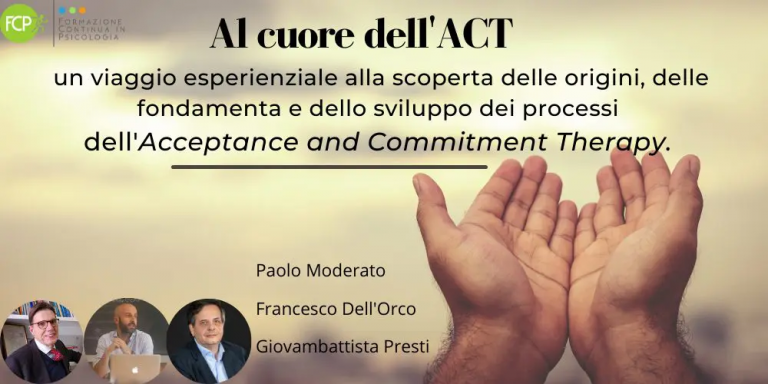 FCP
Formazione
Continua in
Psicologia
Al cuore dell'ACT
un viaggio esperienziale alla scoperta delle origini, delle
fondamenta e dello sviluppo dei processi
dell'Acceptance and Commitment Therapy.
Paolo Moderato
Francesco Dell'Orco
Giovambattista Presti